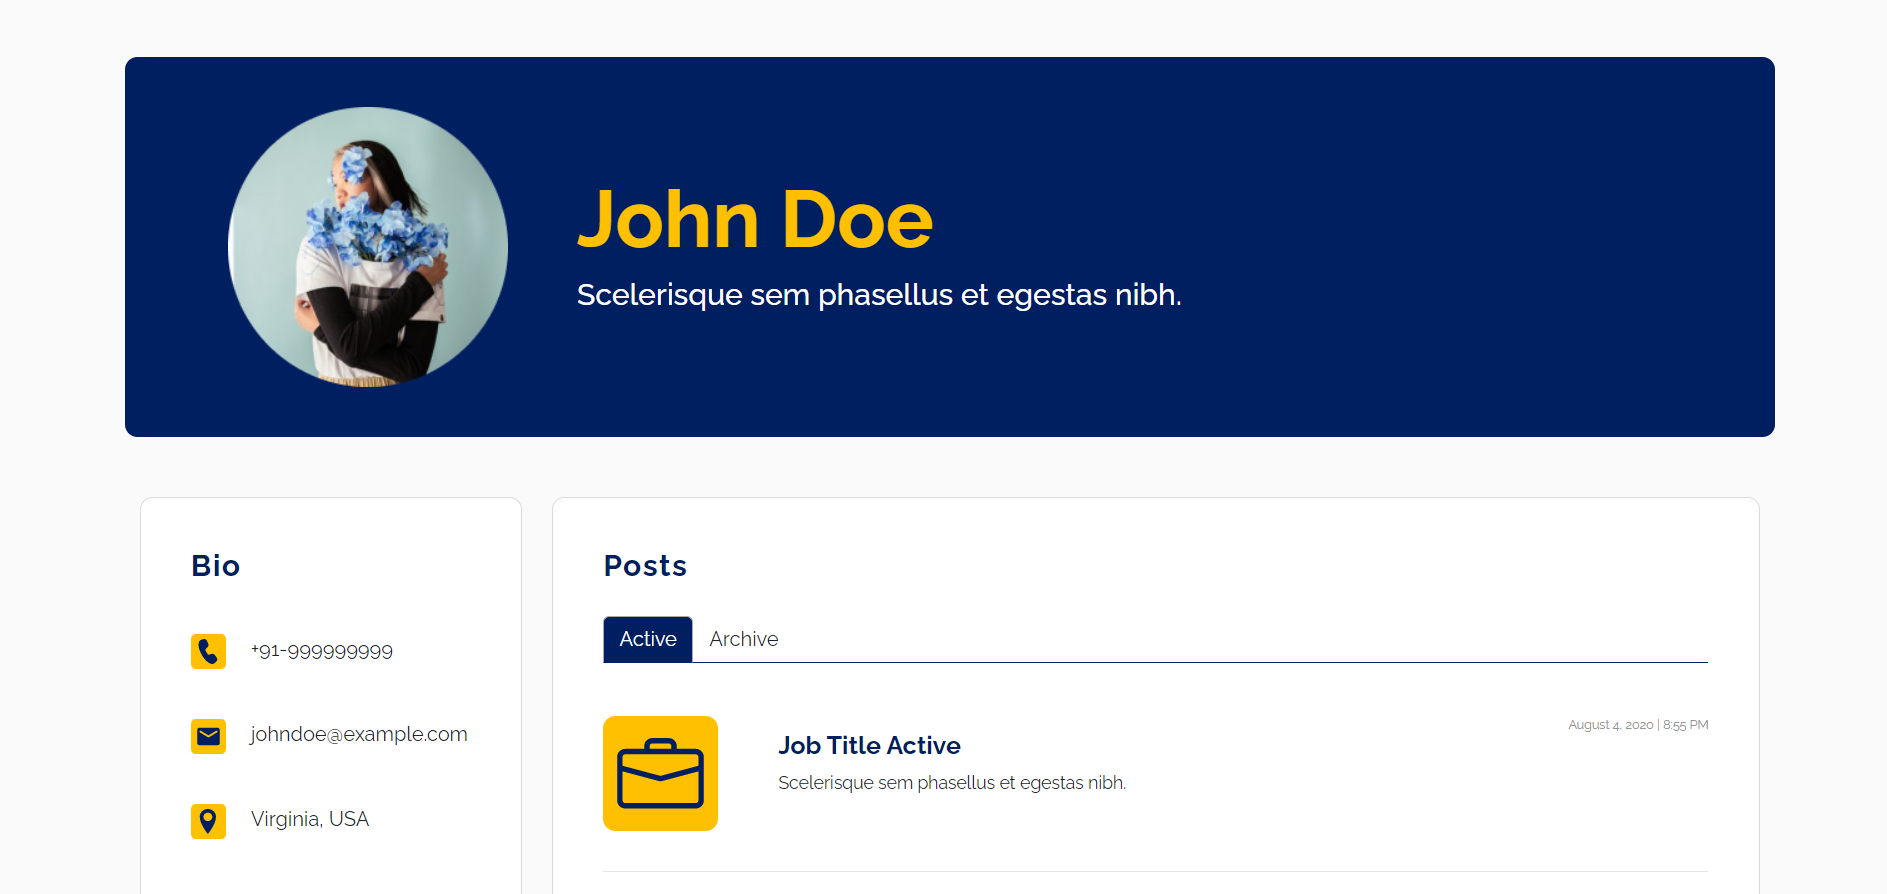 John Doe
Scelerisque sem phasellus et egestas nibh.
Bio
+91-999999999
johndoe@example.com
Virginia, USA
Posts
Active
Archive
Job Title Active
August 4, 2020 | 8:55 PM
Scelerisque sem phasellus et egestas nibh.